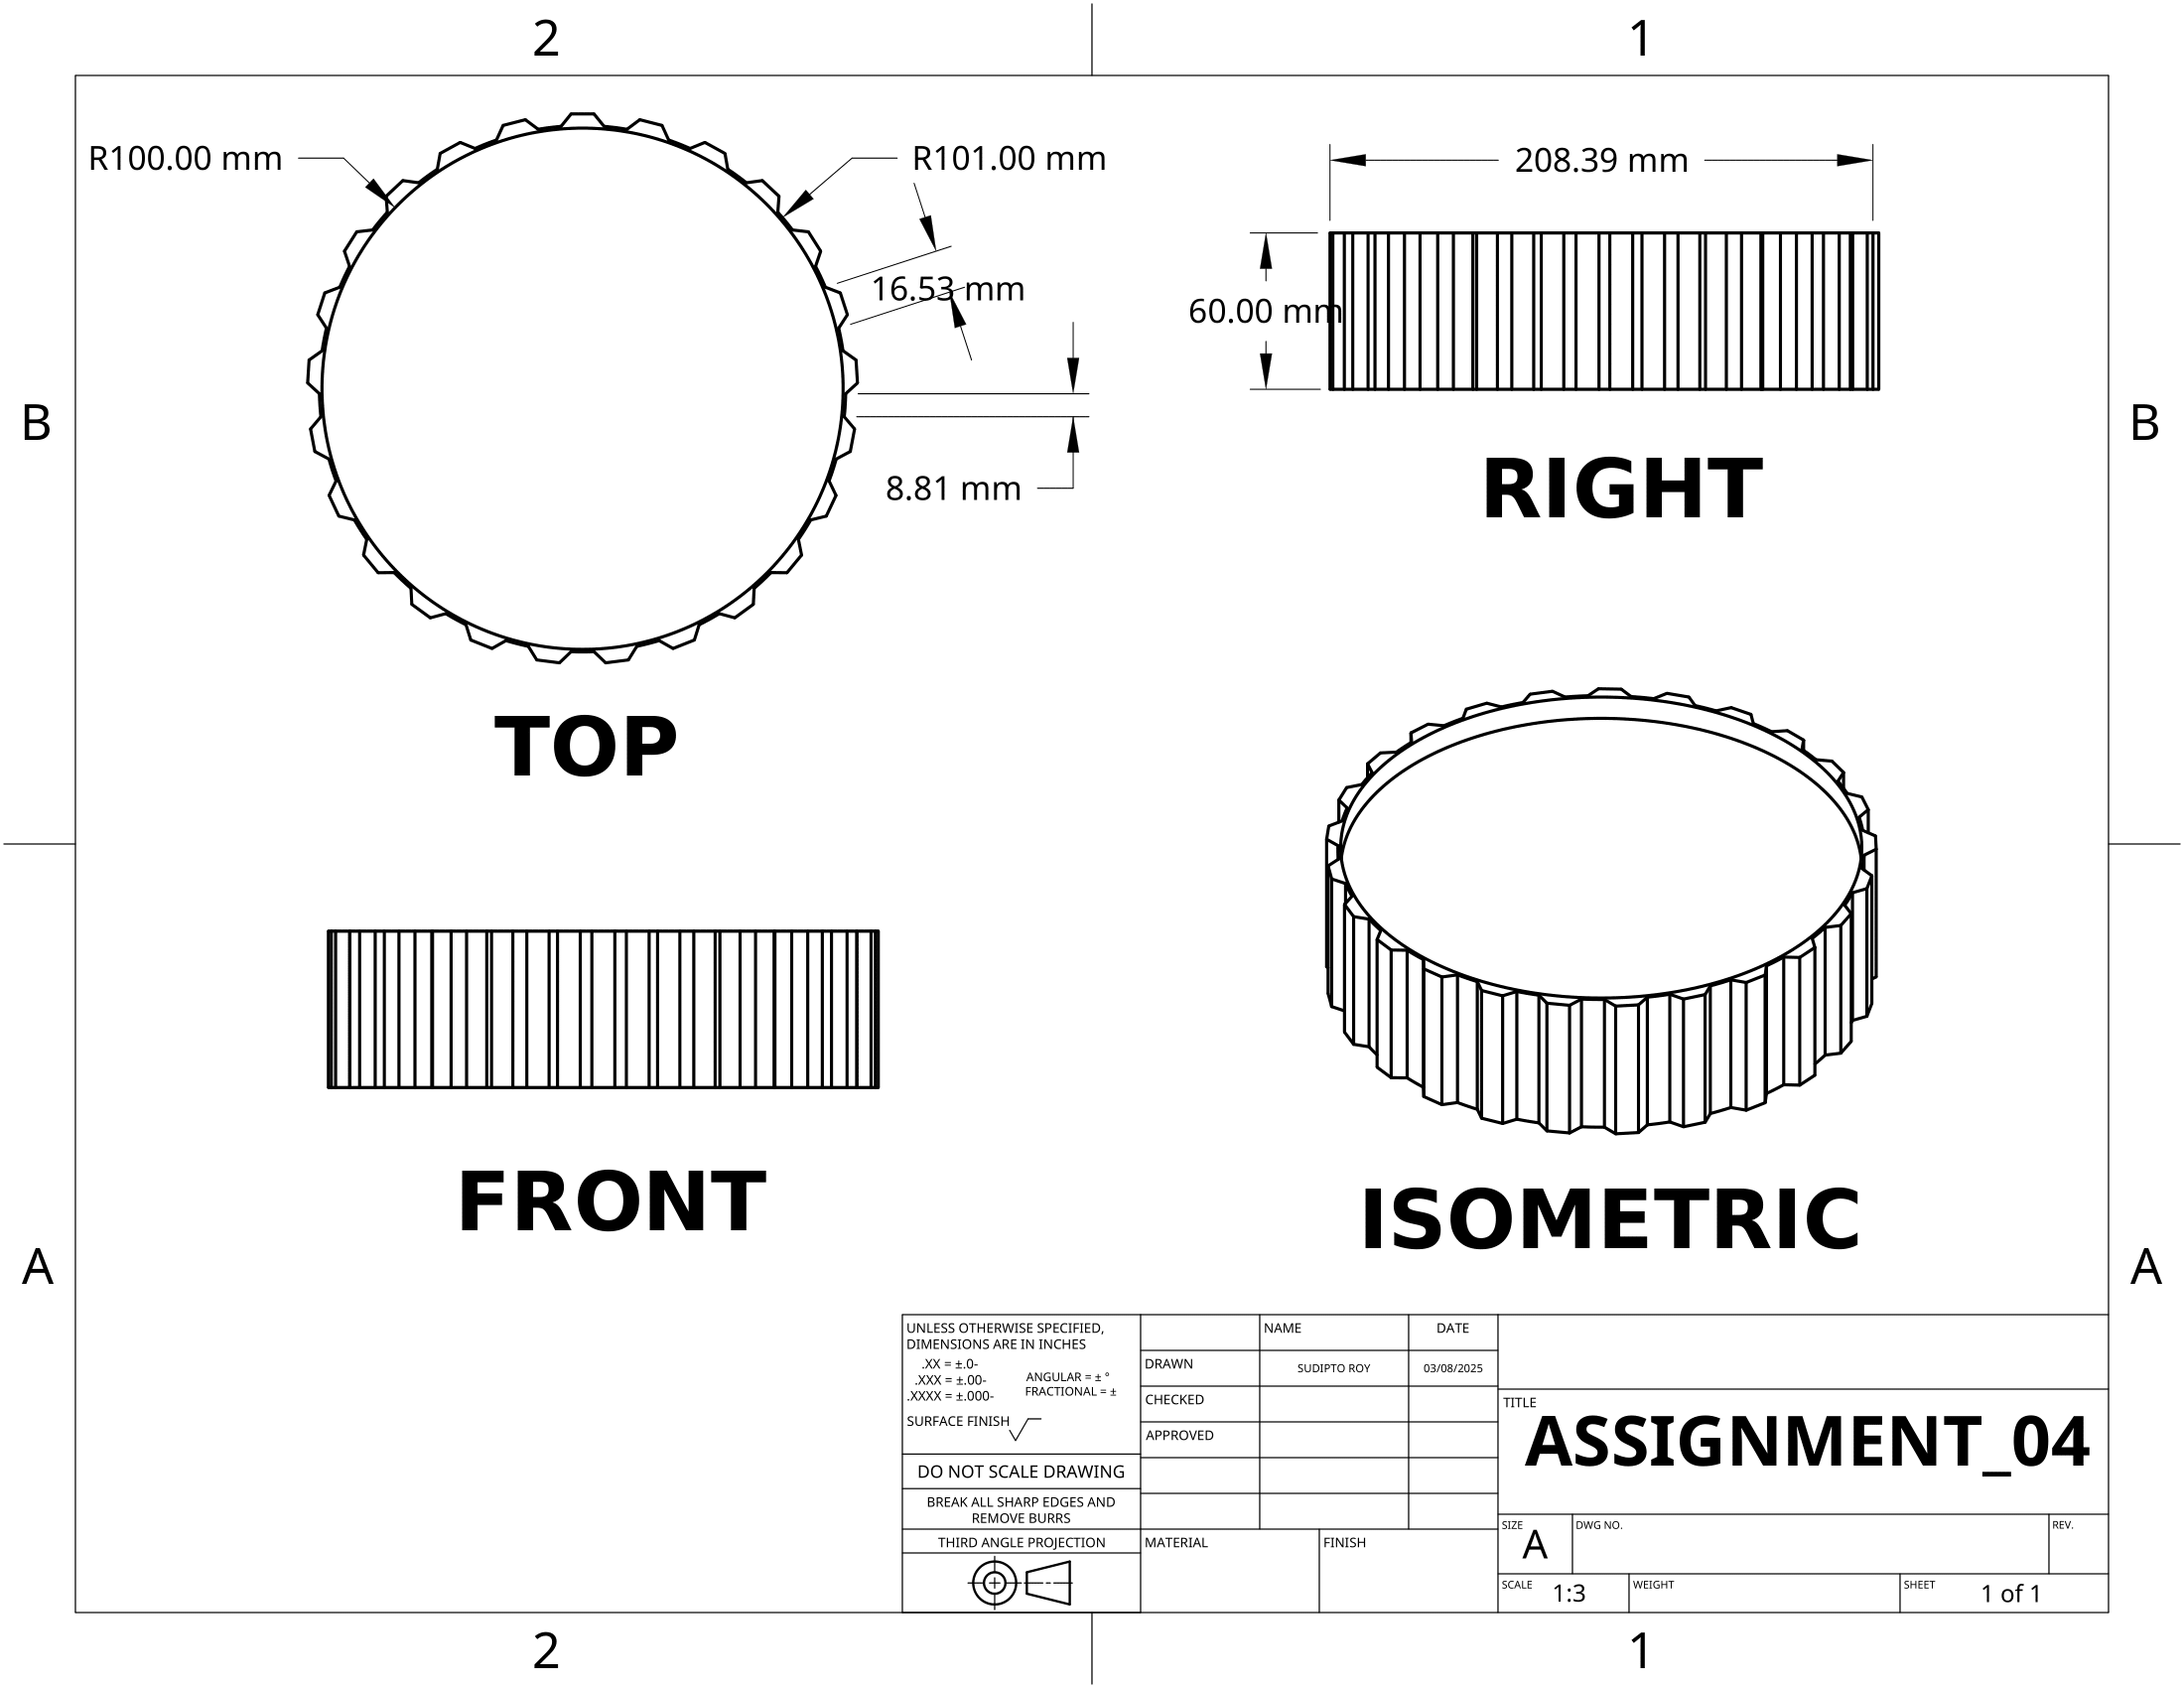 2
1
R100.00 mm
R101.00 mm
208.39 mm
16.53 mm
60.00 mm
B
B
8.81 mm
RIGHT
TOP
FRONT
ISOMETRIC
A
A
UNLESS OTHERWISE SPECIFIED,
DIMENSIONS ARE IN INCHES
.XX = ±.0-
.XXX = ±.00-
.XXXX = ±.000-
ANGULAR = ± °
FRACTIONAL = ±
SURFACE FINISH
DO NOT SCALE DRAWING
BREAK ALL SHARP EDGES AND
REMOVE BURRS
THIRD ANGLE PROJECTION
NAME
DATE
DRAWN
SUDIPTO ROY
03/08/2025
CHECKED
APPROVED
MATERIAL
FINISH
TITLE
ASSIGNMENT_04
SIZE
A
DWG NO.
REV.
SCALE
1:3
WEIGHT
SHEET
1 of 1
2
1